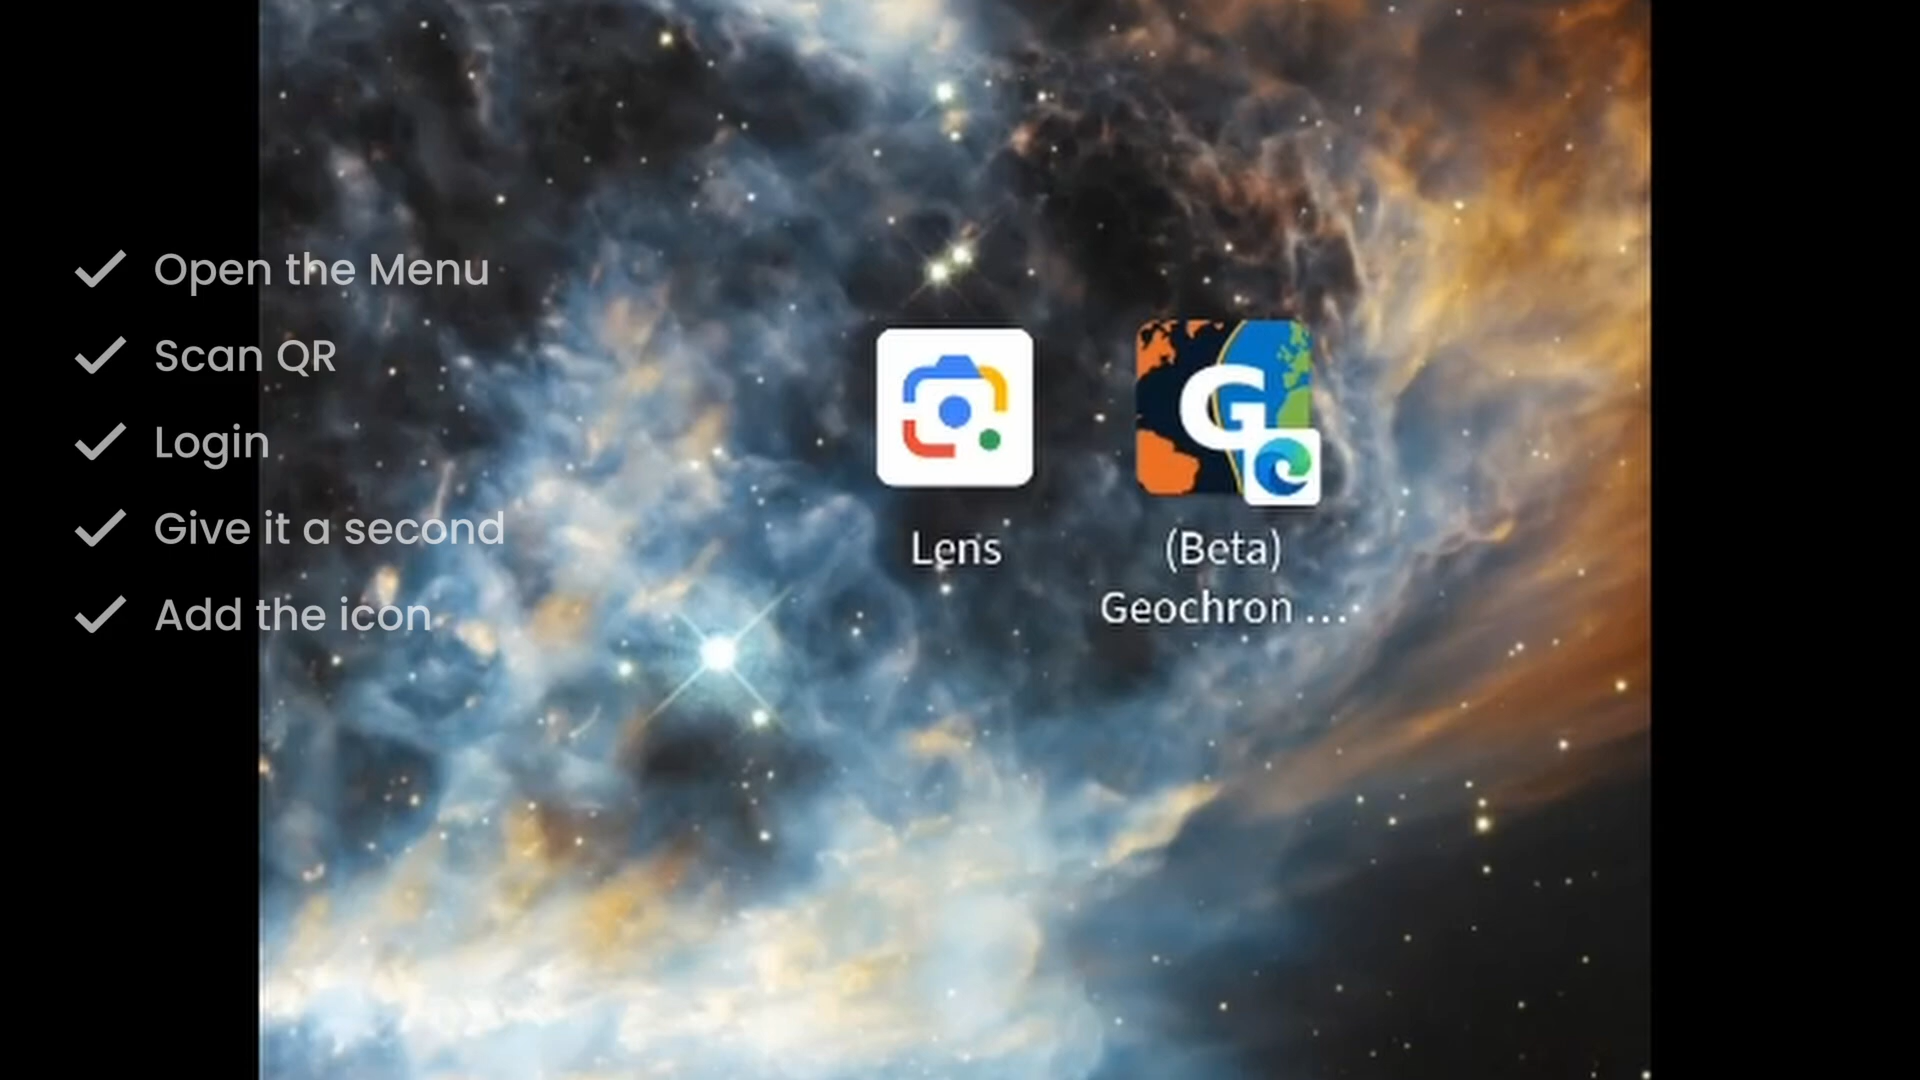 Open the Menu
Scan QR
Login
Give it a second
Add the icon
G
Lens
(Beta)
Geochron ...